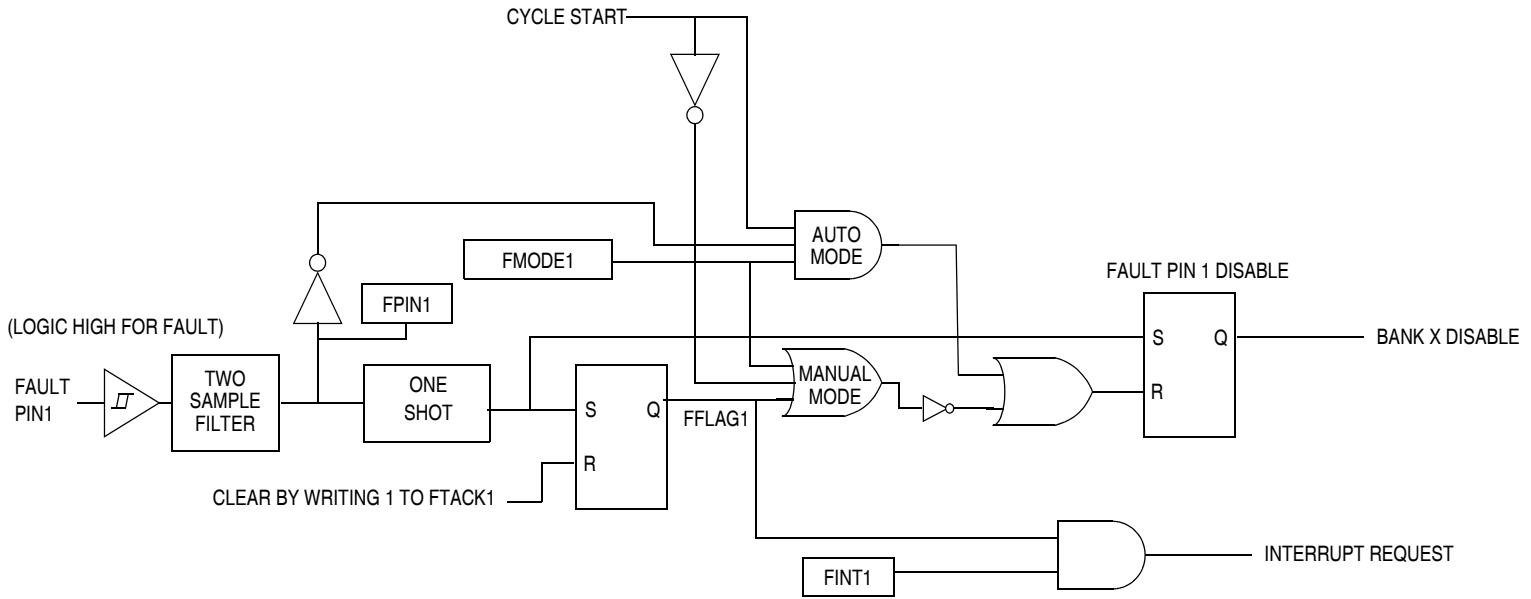 CYCLE START
AUTO
MODE
FMODE1
FAULT PIN 1 DISABLE
FPIN1
(LOGIC HIGH FOR FAULT)
S
Q
BANK X DISABLE
TWO
SAMPLE
FILTER
ONE
SHOT
MANUAL
MODE
FAULT
PIN1
R
S
Q
FFLAG1
R
CLEAR BY WRITING 1 TO FTACK1
INTERRUPT REQUEST
FINT1